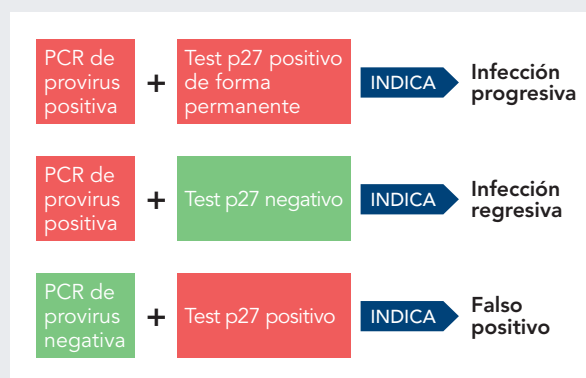 PCR de
provirus
positiva
+
Test p27 positivo
de forma
permanente
INDICA
Infección
progresiva
PCR de
provirus
positiva
+
Test p27 negativo
INDICA
Infección
regresiva
PCR de
provirus
negativa
+
Test p27 positivo
INDICA
Falso
positivo